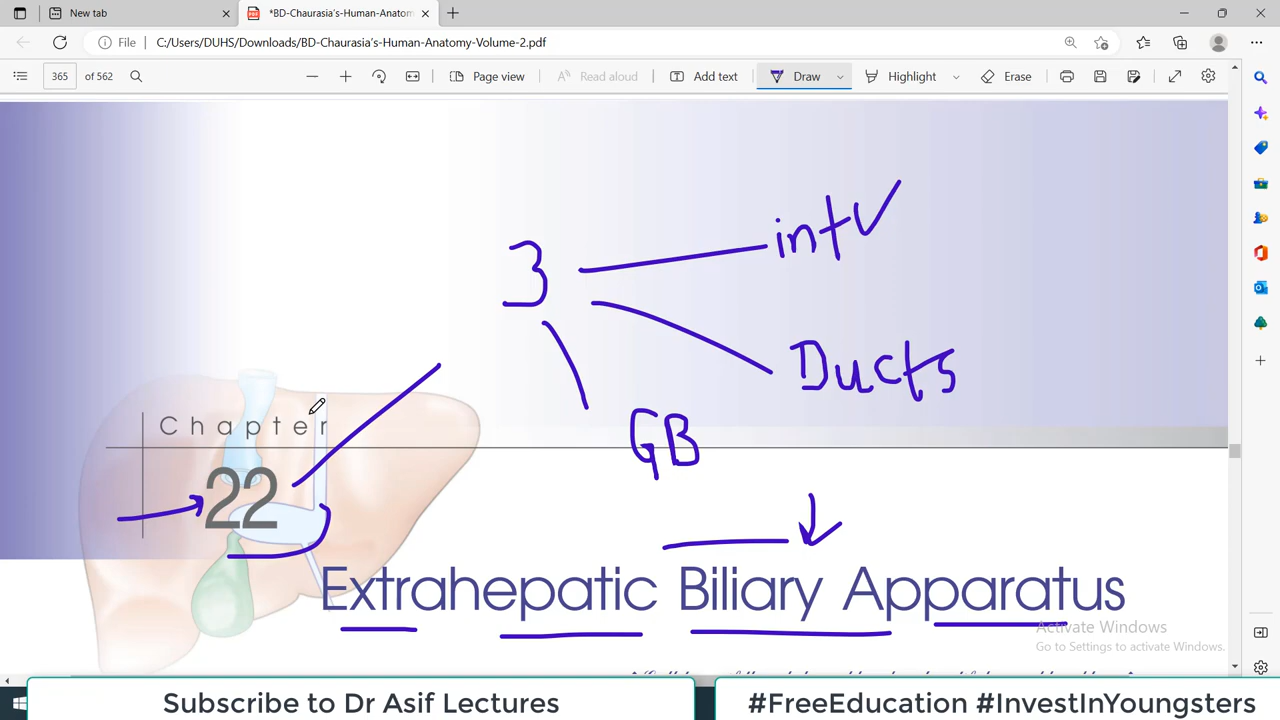 New tab
*BD-Chaurasia's-Human-Anatom
File
C:/Users/DUHS/Downloads/BD-Chaurasia's-Human-Anatomy-Volume-2.pdf
365 of 562
Page view
Read aloud
Add text
Draw
Highlight
Erase
3
int
Ducts
GB
Chapter
22
Extrahepatic Biliary Apparatus
Activate Windows
Go to Settings to activate Windows.
Subscribe to Dr Asif Lectures
#FreeEducation #InvestInYoungsters